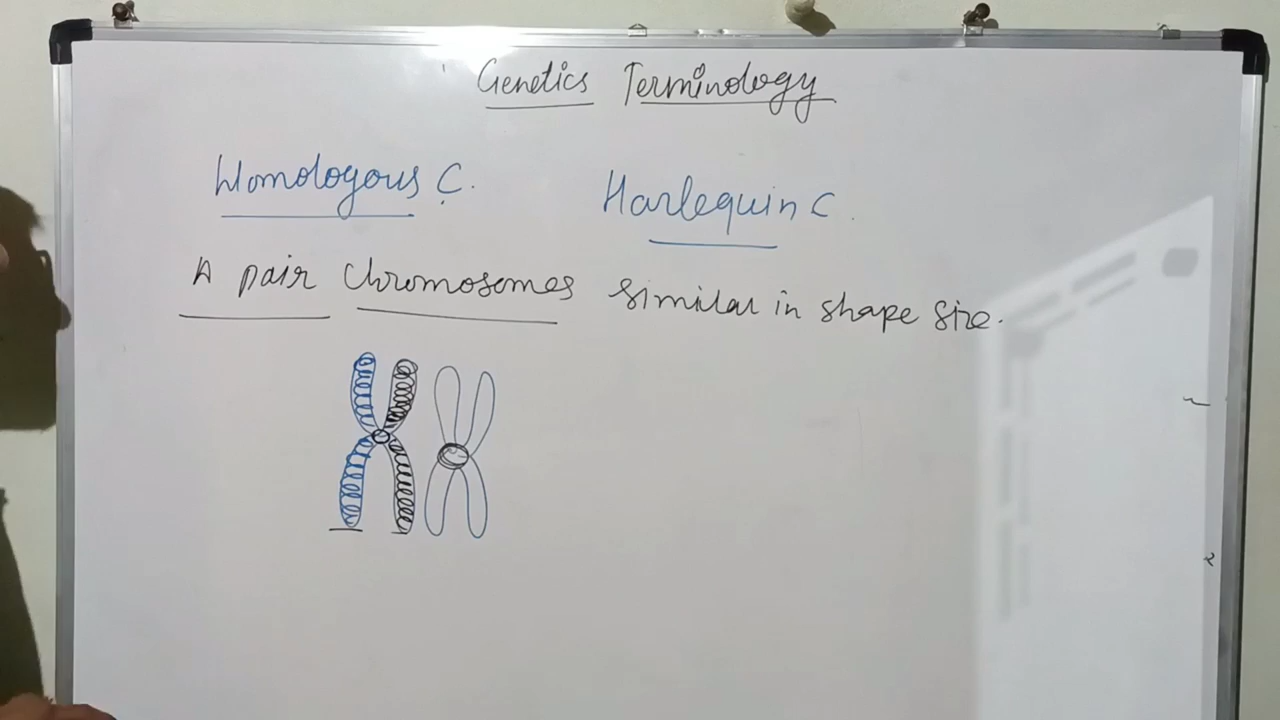 Genetics Terminology
Homologous C.
Harlequin C.
A pair Chromosomes similar in shape size.